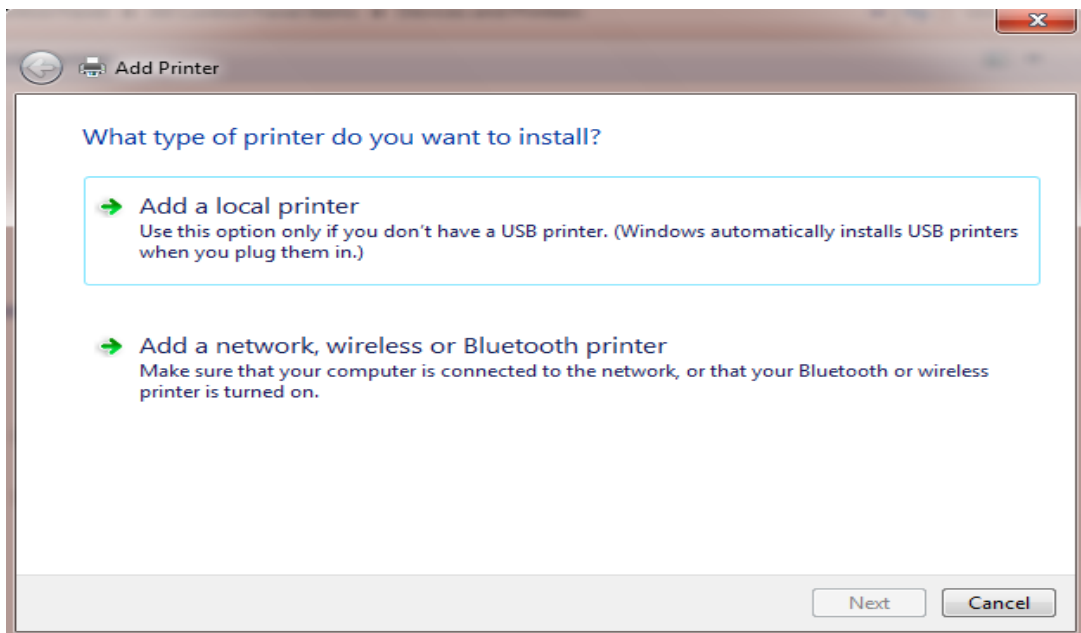 Add Printer
What type of printer do you want to install?
Add a local printer
Use this option only if you don't have a USB printer. (Windows automatically installs USB printers
when you plug them in.)
Add a network, wireless or Bluetooth printer
Make sure that your computer is connected to the network, or that your Bluetooth or wireless
printer is turned on.
Next
Cancel